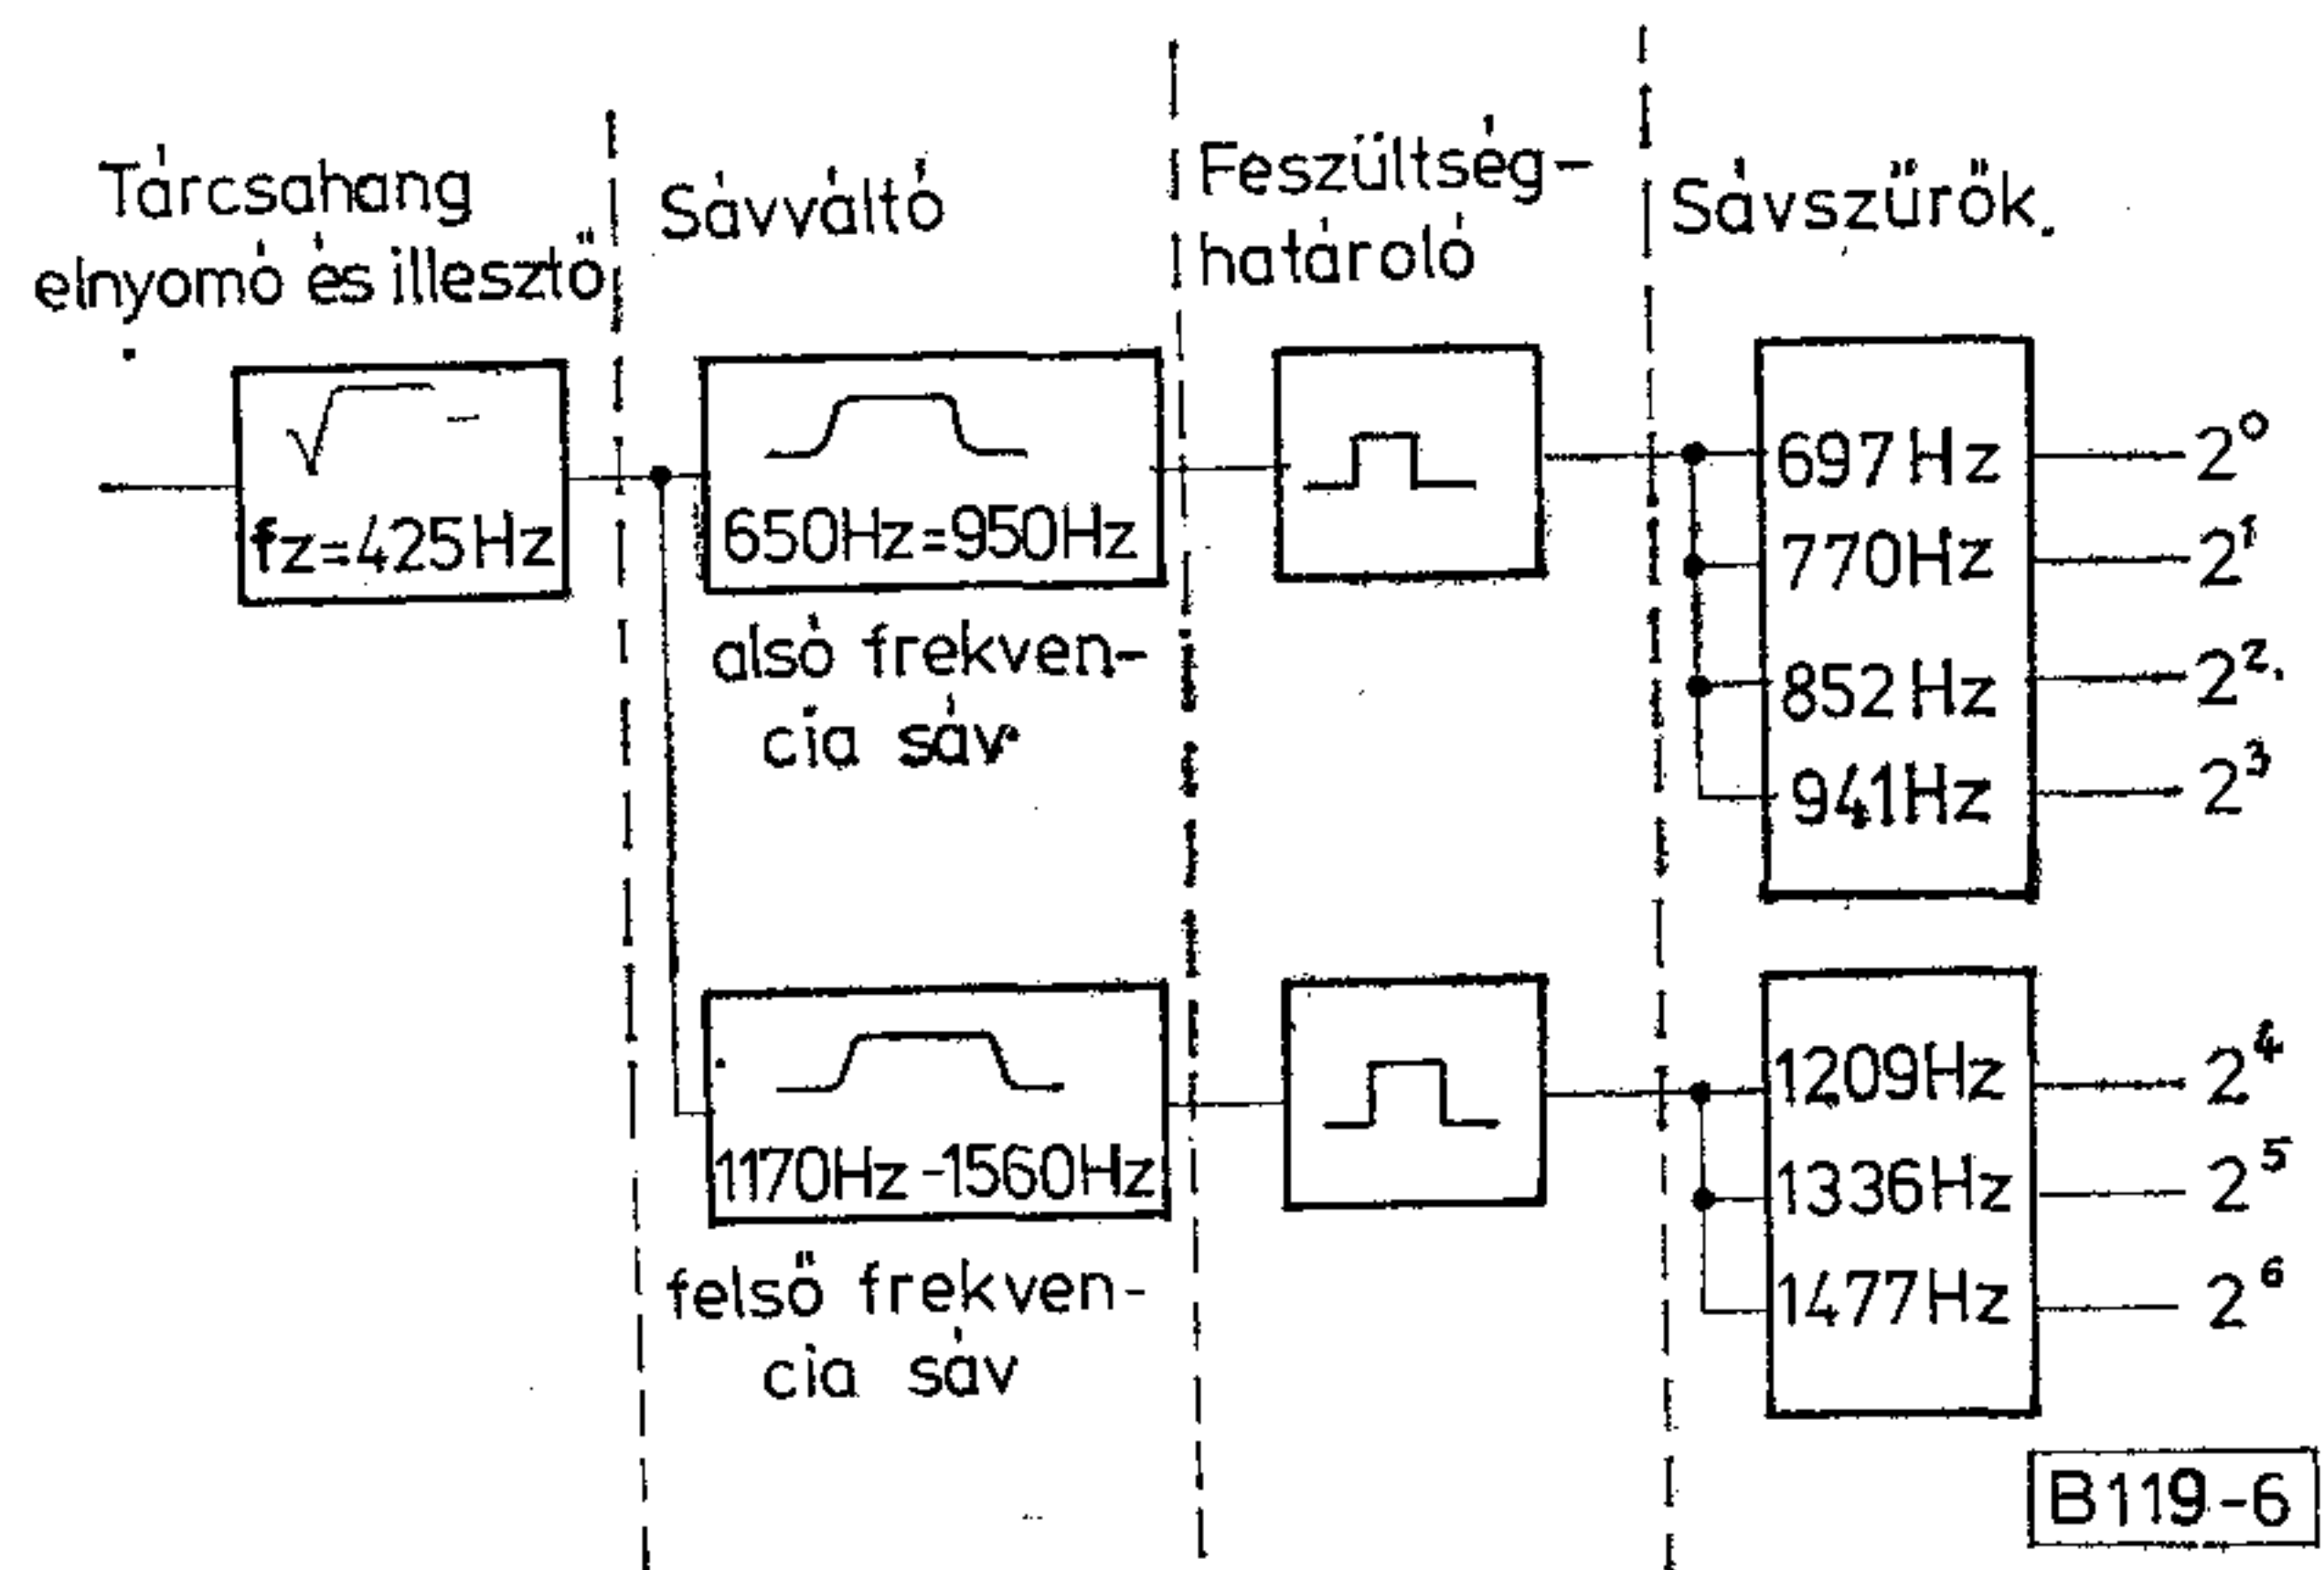 Tárcsahang
elnyomó és illesztő
fz=425Hz
Sávváltó
650Hz=950Hz
alsó frekven-
cia sáv
1170Hz-1560Hz
felső frekven-
cia sáv
Feszültség-
határoló
Sávszűrők.
697Hz 2⁰
770Hz 2¹
852Hz 2²
941Hz 2³
1209Hz 2⁴
1336Hz 2⁵
1477Hz 2⁶
B119-6